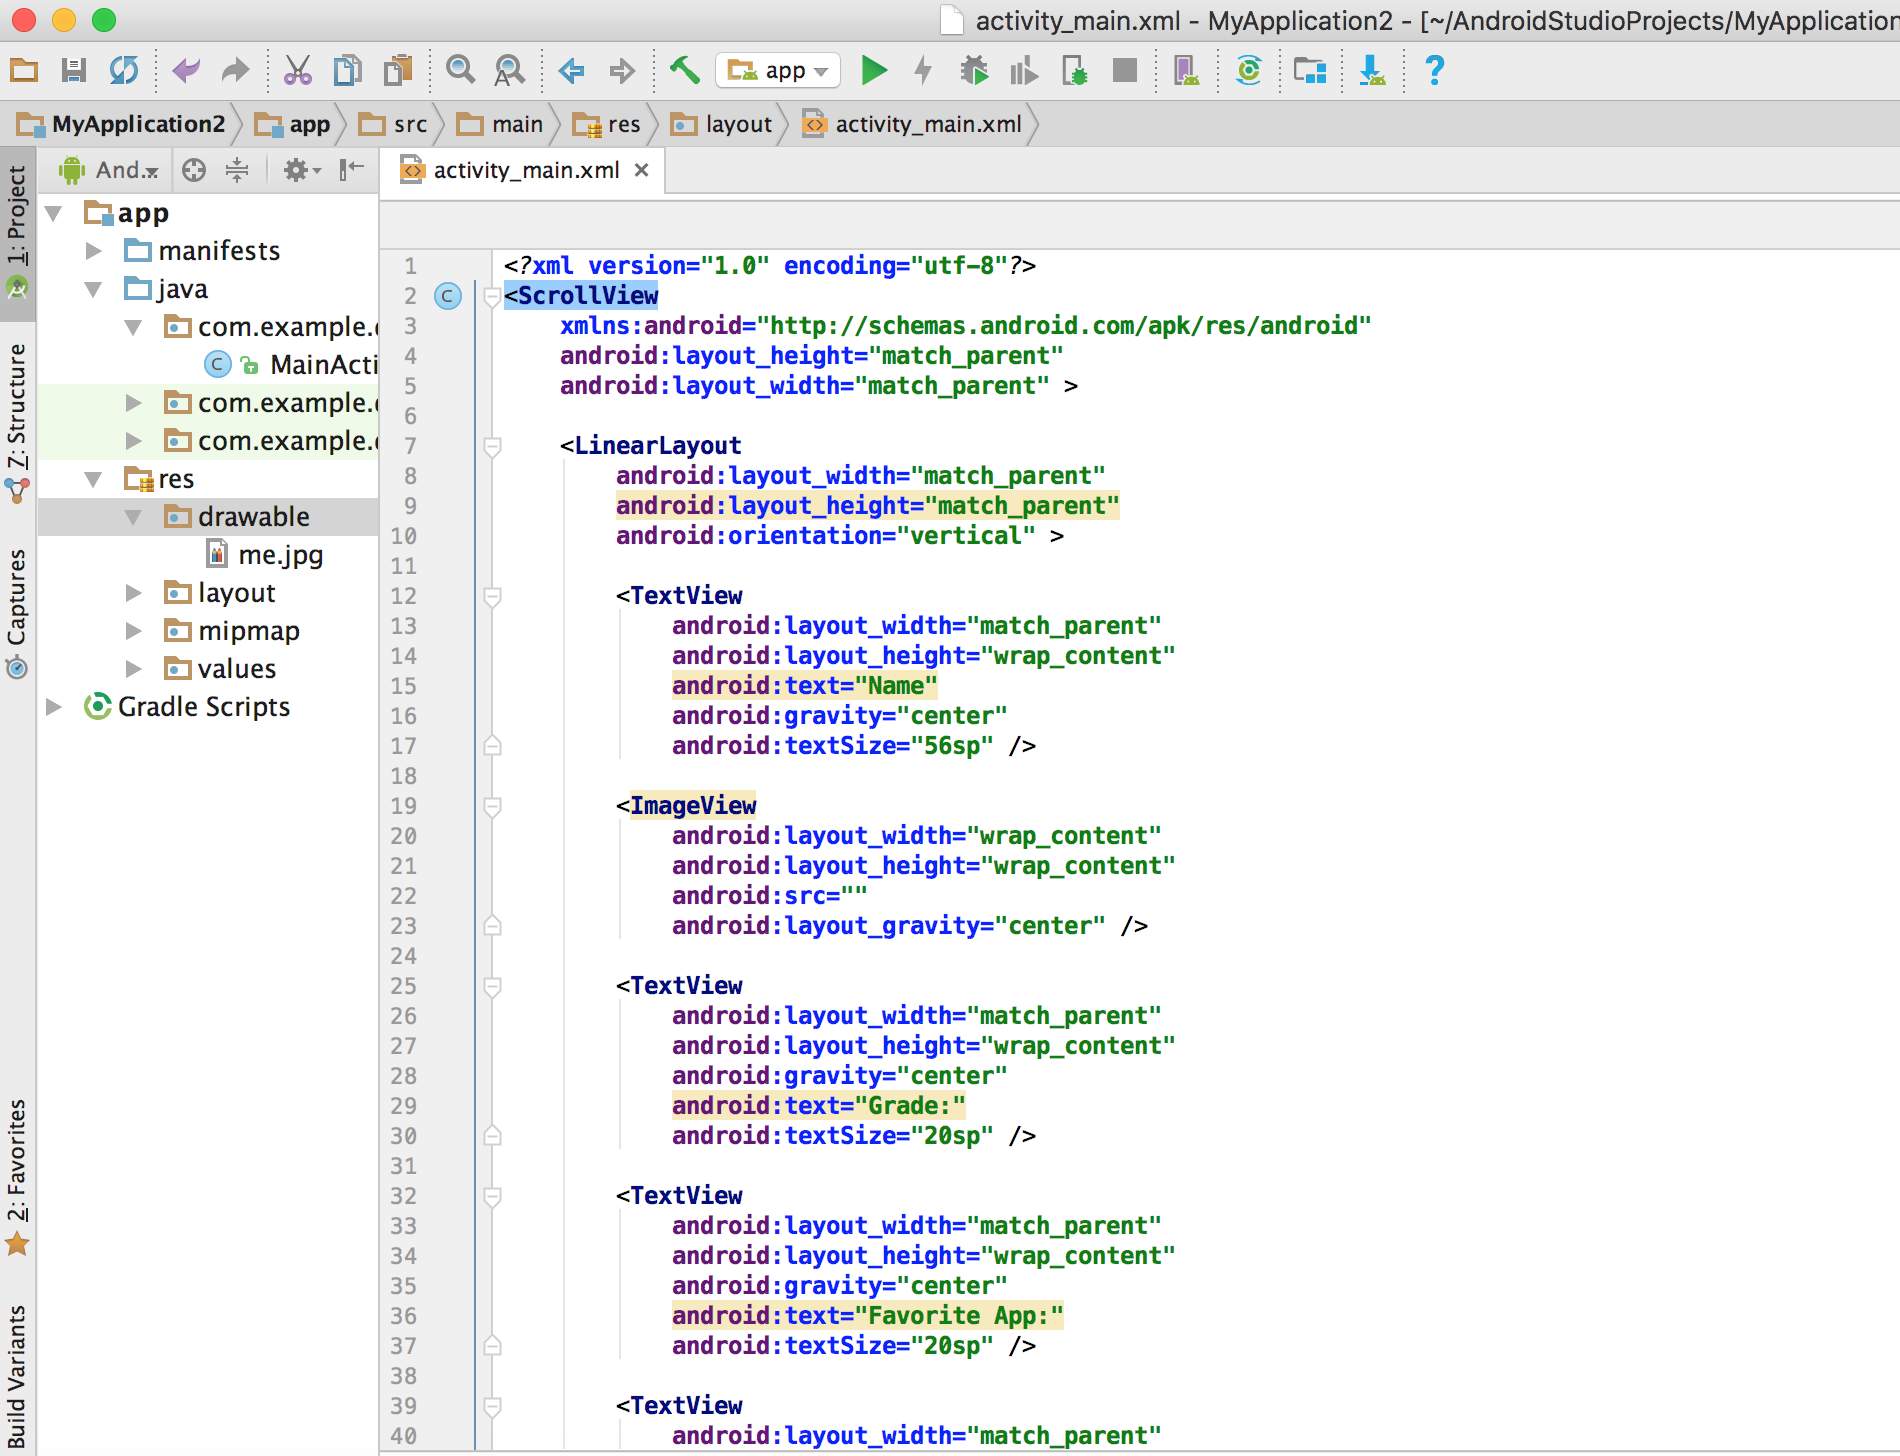 activity_main.xml - MyApplication2 - [~/AndroidStudioProjects/MyApplication
app
MyApplication2 app src main res layout activity_main.xml
And.. activity_main.xml
1: Project
7: Structure
Captures
2: Favorites
Build Variants
app
manifests
java
com.example.
MainActi
com.example.
com.example.
res
drawable
me.jpg
layout
mipmap
values
Gradle Scripts
1 <?xml version="1.0" encoding="utf-8"?>
2 <ScrollView
3 xmlns:android="http://schemas.android.com/apk/res/android"
4 android:layout_height="match_parent"
5 android:layout_width="match_parent" >
6
7 <LinearLayout
8 android:layout_width="match_parent"
9 android:layout_height="match_parent"
10 android:orientation="vertical" >
11
12 <TextView
13 android:layout_width="match_parent"
14 android:layout_height="wrap_content"
15 android:text="Name"
16 android:gravity="center"
17 android:textSize="56sp" />
18
19 <ImageView
20 android:layout_width="wrap_content"
21 android:layout_height="wrap_content"
22 android:src=""
23 android:layout_gravity="center" />
24
25 <TextView
26 android:layout_width="match_parent"
27 android:layout_height="wrap_content"
28 android:gravity="center"
29 android:text="Grade:"
30 android:textSize="20sp" />
31
32 <TextView
33 android:layout_width="match_parent"
34 android:layout_height="wrap_content"
35 android:gravity="center"
36 android:text="Favorite App:"
37 android:textSize="20sp" />
38
39 <TextView
40 android:layout_width="match_parent"